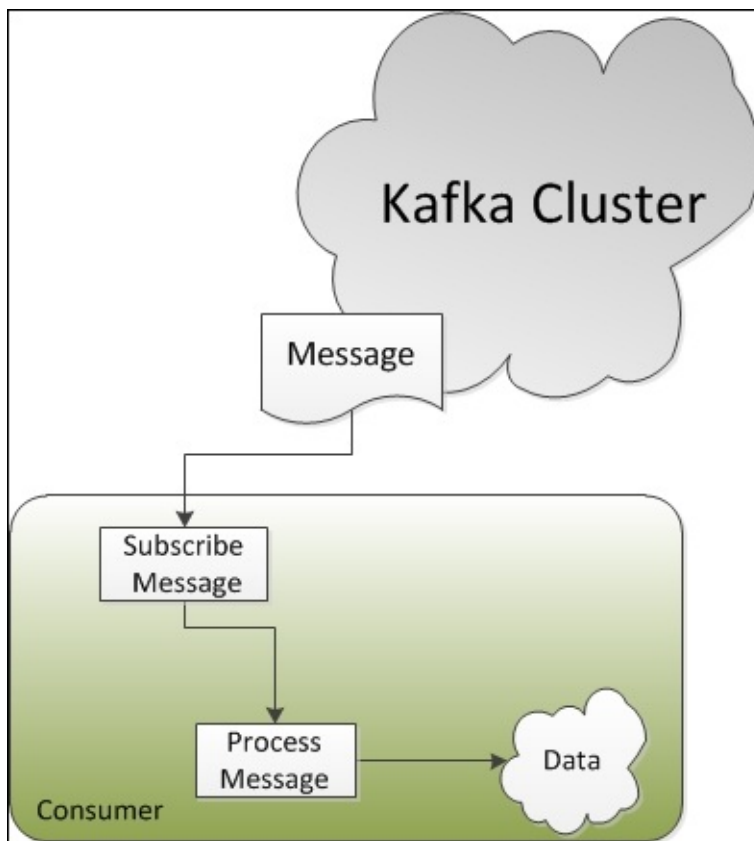 Kafka Cluster
Message
Subscribe
Message
Process
Message
Data
Consumer